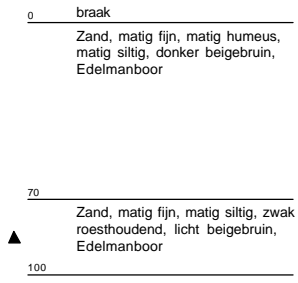 0 braak
Zand, matig fijn, matig humeus,
matig siltig, donker beigebruin,
Edelmanboor
70
Zand, matig fijn, matig siltig, zwak
roesthoudend, licht beigebruin,
Edelmanboor
100